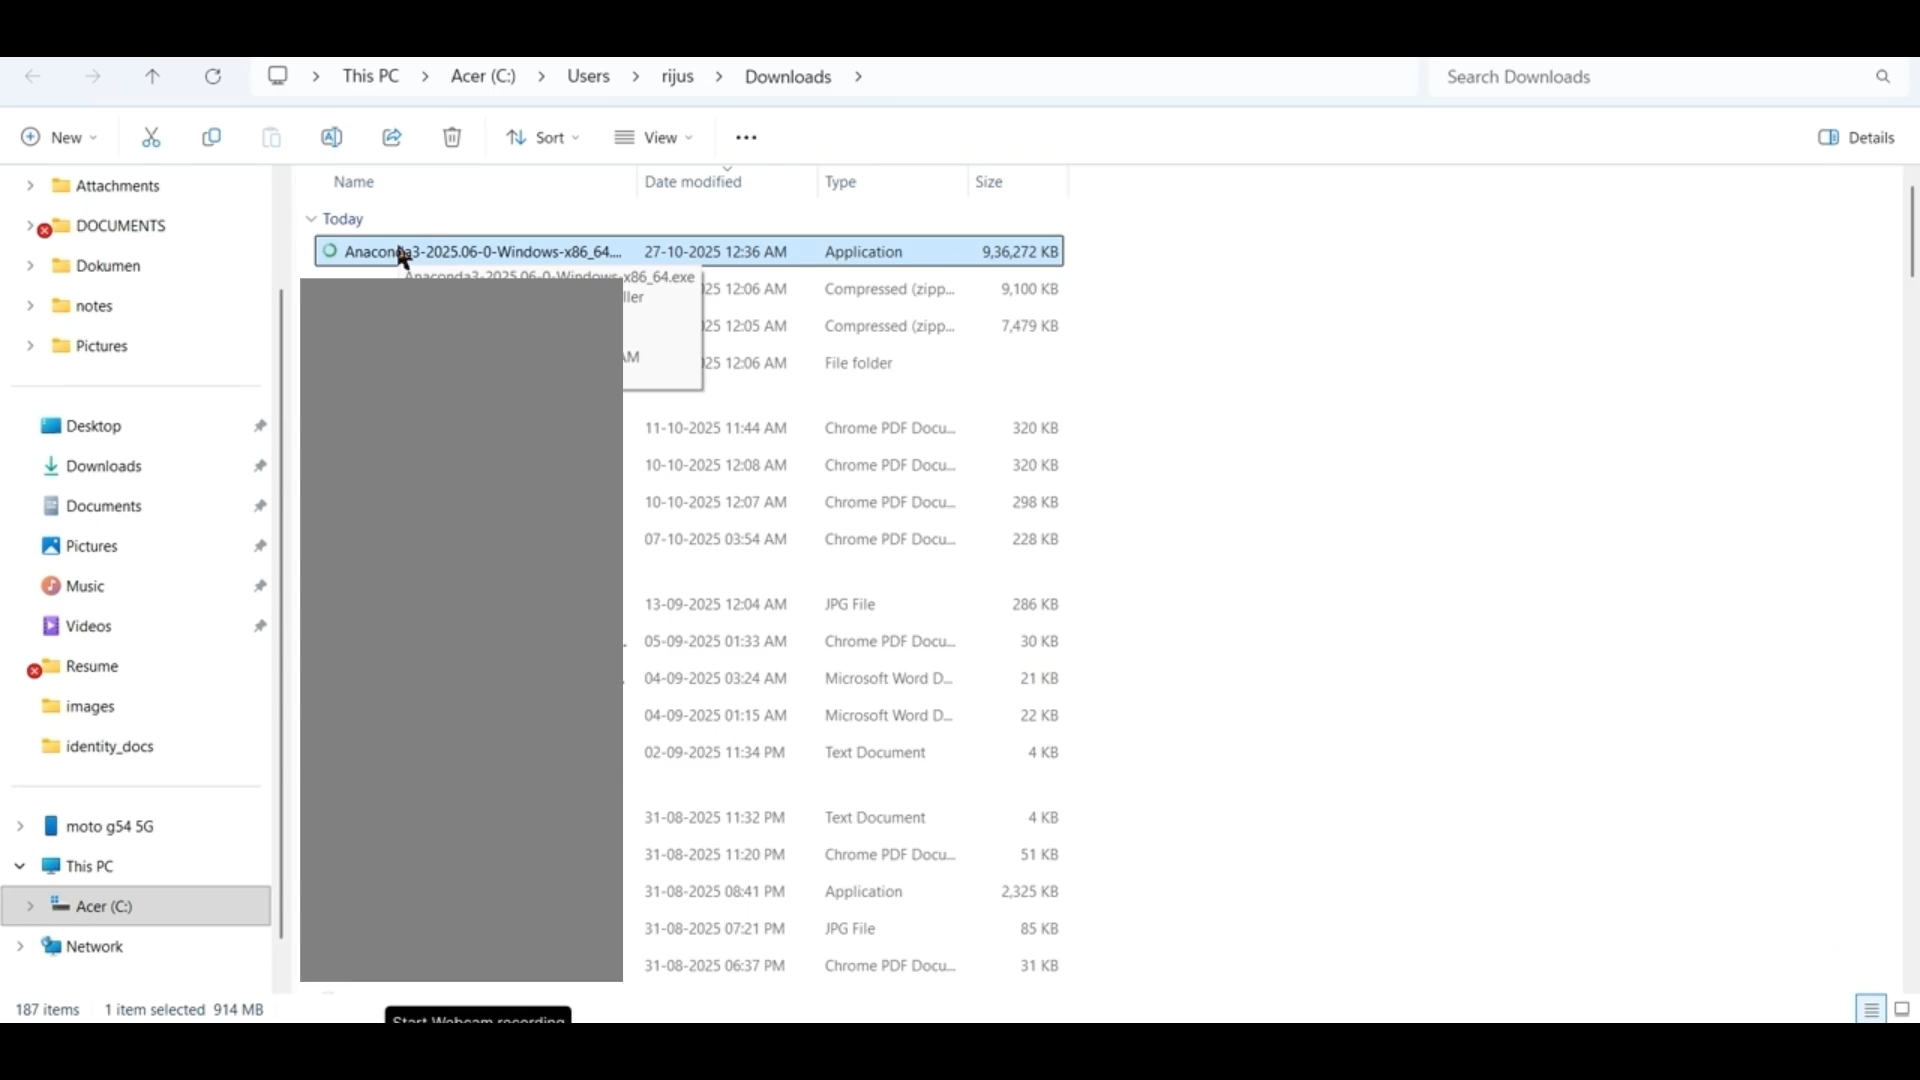 This PC > Acer (C:) > Users > rijus > Downloads >
Search Downloads
New
Sort
View
Details
Attachments
DOCUMENTS
Dokumen
notes
Pictures
Desktop
Downloads
Documents
Pictures
Music
Videos
Resume
images
identity_docs
moto g54 5G
This PC
Acer (C:)
Network
Name Date modified Type Size
Today
Anaconda3-2025.06-0-Windows-x86_64.... 27-10-2025 12:36 AM Application 9,36,272 KB
Anaconda3-2025.06-0-Windows-x86_64.exe
ller
AM
25 12:06 AM Compressed (zipp... 9,100 KB
25 12:05 AM Compressed (zipp... 7,479 KB
25 12:06 AM File folder
11-10-2025 11:44 AM Chrome PDF Docu... 320 KB
10-10-2025 12:08 AM Chrome PDF Docu... 320 KB
10-10-2025 12:07 AM Chrome PDF Docu... 298 KB
07-10-2025 03:54 AM Chrome PDF Docu... 228 KB
13-09-2025 12:04 AM JPG File 286 KB
05-09-2025 01:33 AM Chrome PDF Docu... 30 KB
04-09-2025 03:24 AM Microsoft Word D... 21 KB
04-09-2025 01:15 AM Microsoft Word D... 22 KB
02-09-2025 11:34 PM Text Document 4 KB
31-08-2025 11:32 PM Text Document 4 KB
31-08-2025 11:20 PM Chrome PDF Docu... 51 KB
31-08-2025 08:41 PM Application 2,325 KB
31-08-2025 07:21 PM JPG File 85 KB
31-08-2025 06:37 PM Chrome PDF Docu... 31 KB
187 items 1 item selected 914 MB
Start Webcam recording